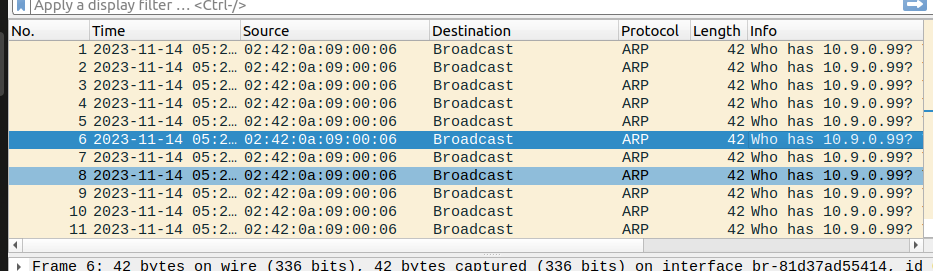 Apply a display filter … <Ctrl-/>
No. Time Source Destination Protocol Length Info
1 2023-11-14 05:2… 02:42:0a:09:00:06 Broadcast ARP 42 Who has 10.9.0.99?
2 2023-11-14 05:2… 02:42:0a:09:00:06 Broadcast ARP 42 Who has 10.9.0.99?
3 2023-11-14 05:2… 02:42:0a:09:00:06 Broadcast ARP 42 Who has 10.9.0.99?
4 2023-11-14 05:2… 02:42:0a:09:00:06 Broadcast ARP 42 Who has 10.9.0.99?
5 2023-11-14 05:2… 02:42:0a:09:00:06 Broadcast ARP 42 Who has 10.9.0.99?
6 2023-11-14 05:2… 02:42:0a:09:00:06 Broadcast ARP 42 Who has 10.9.0.99?
7 2023-11-14 05:2… 02:42:0a:09:00:06 Broadcast ARP 42 Who has 10.9.0.99?
8 2023-11-14 05:2… 02:42:0a:09:00:06 Broadcast ARP 42 Who has 10.9.0.99?
9 2023-11-14 05:2… 02:42:0a:09:00:06 Broadcast ARP 42 Who has 10.9.0.99?
10 2023-11-14 05:2… 02:42:0a:09:00:06 Broadcast ARP 42 Who has 10.9.0.99?
11 2023-11-14 05:2… 02:42:0a:09:00:06 Broadcast ARP 42 Who has 10.9.0.99?
Frame 6: 42 bytes on wire (336 bits), 42 bytes captured (336 bits) on interface br-81d37ad55414, id